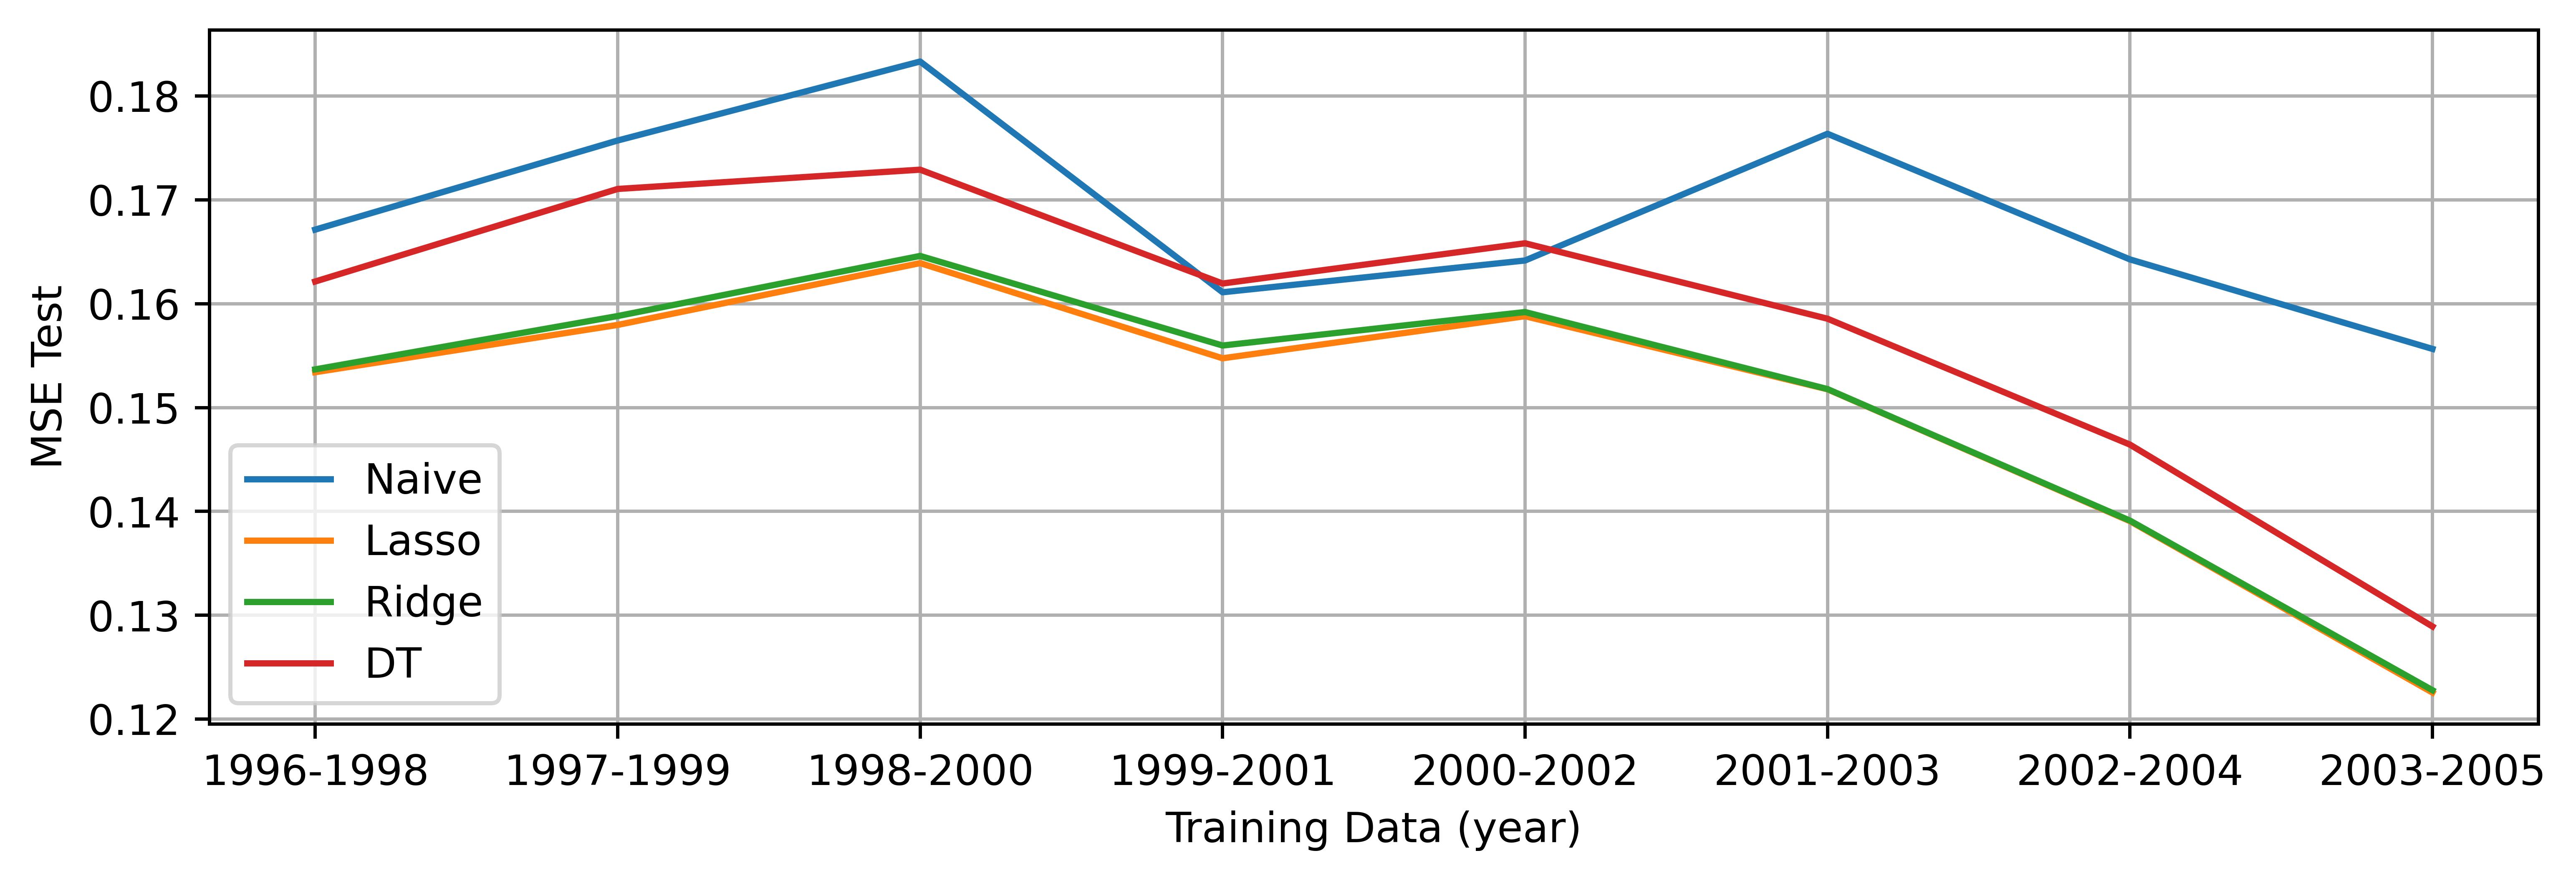 0.18
0.17
0.16
0.15
0.14
0.13
0.12
MSE Test
Naive
Lasso
Ridge
DT
1996-1998 1997-1999 1998-2000 1999-2001 2000-2002 2001-2003 2002-2004 2003-2005
Training Data (year)